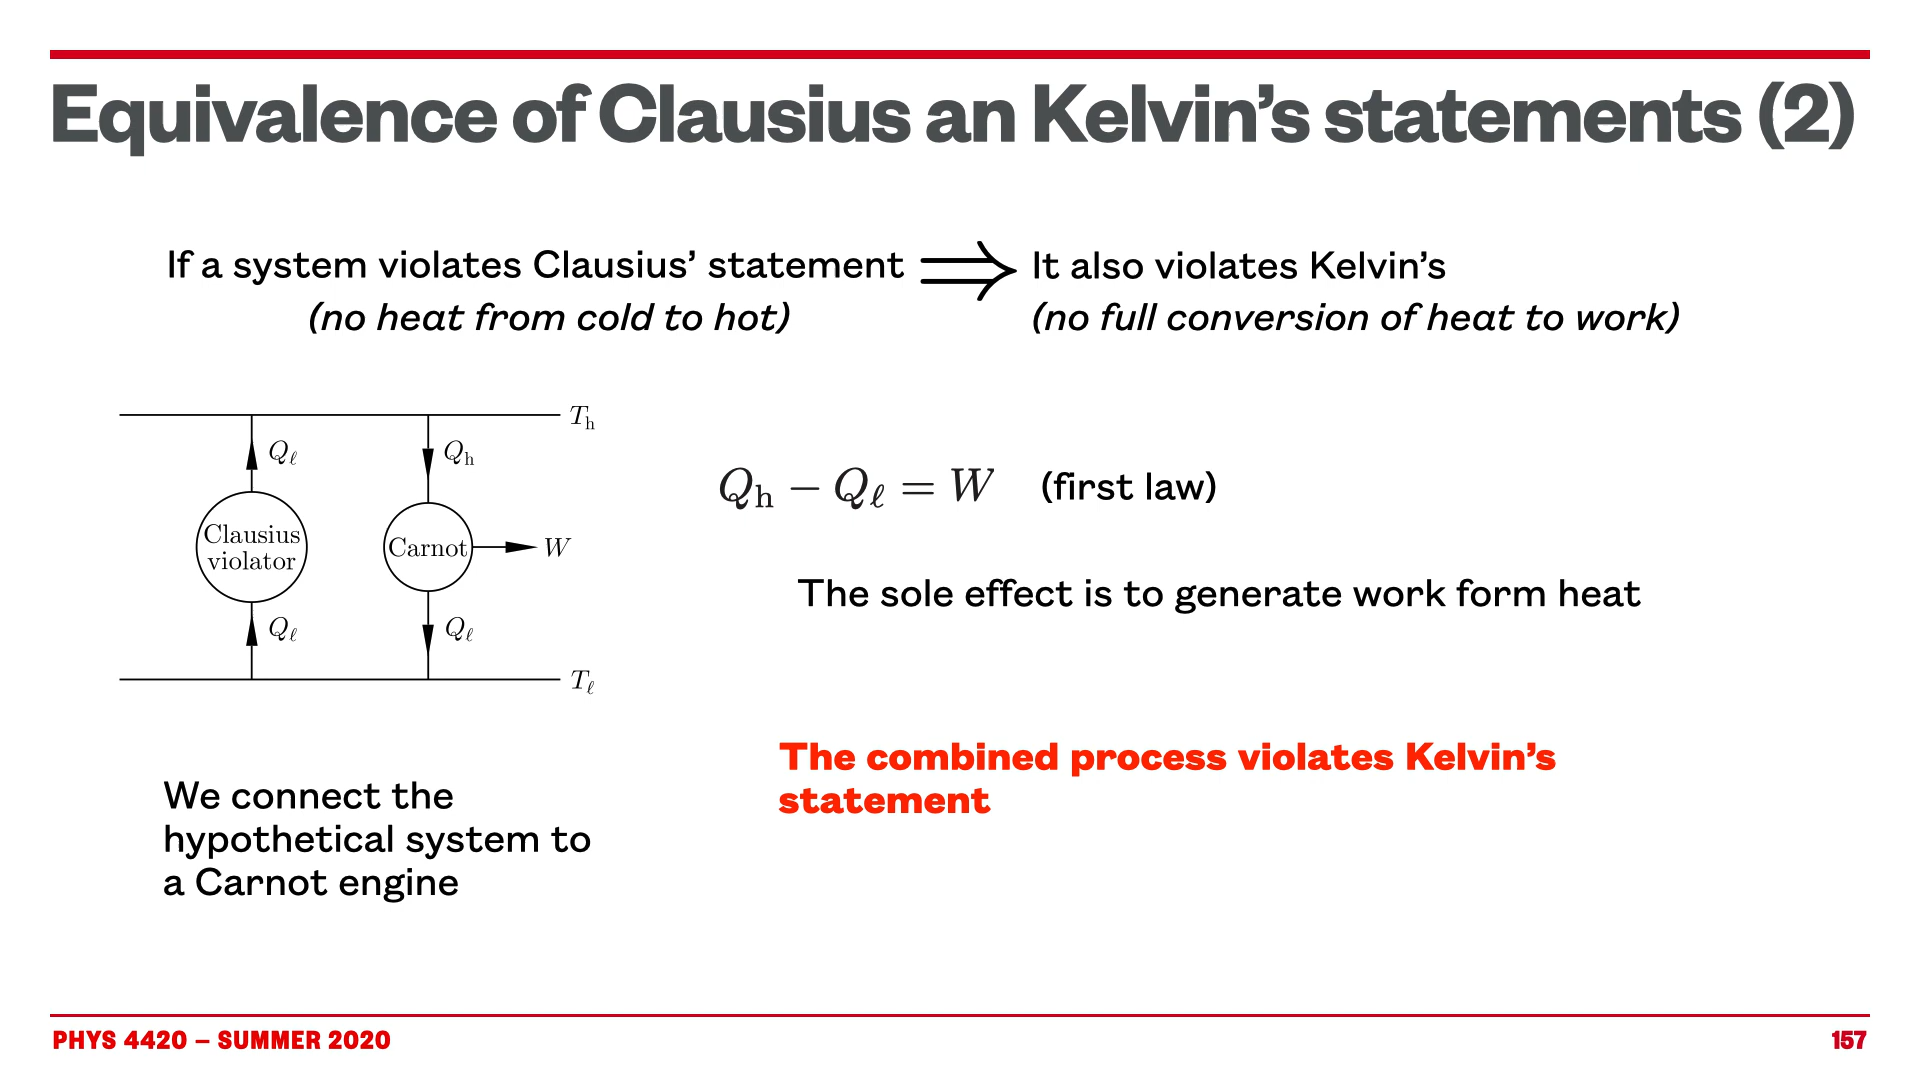 Equivalence of Clausius an Kelvin’s statements (2)
If a system violates Clausius’ statement ⟹ It also violates Kelvin’s
(no heat from cold to hot) (no full conversion of heat to work)
T_h
Q_ℓ Q_h
Clausius
violator
Carnot
W
Q_ℓ Q_ℓ
T_ℓ
Q_h − Q_ℓ = W (first law)
The sole effect is to generate work form heat
The combined process violates Kelvin’s
statement
We connect the
hypothetical system to
a Carnot engine
PHYS 4420 – SUMMER 2020
157